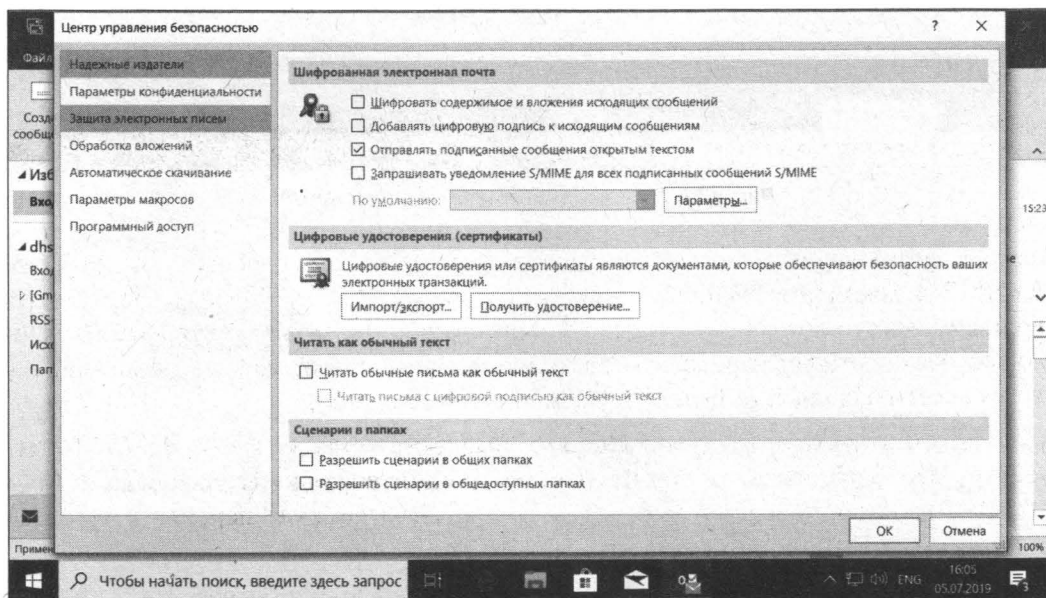 Центр управления безопасностью
?
Файл
Надежные издатели
Параметры конфиденциальности
Защита электронных писем
Обработка вложений
Автоматическое скачивание
Параметры макросов
Программный доступ
Созда
сообще
Изб
Вхо
dhs
Вход
[Gm
RSS-
Исхо
Пап
Шифрованная электронная почта
Шифровать содержимое и вложения исходящих сообщений
Добавлять цифровую подпись к исходящим сообщениям
Отправлять подписанные сообщения открытым текстом
Запрашивать уведомление S/MIME для всех подписанных сообщений S/MIME
По умолчанию:
Параметры...
15:23
Цифровые удостоверения (сертификаты)
Цифровые удостоверения или сертификаты являются документами, которые обеспечивают безопасность ваших
электронных транзакций.
Импорт/экспорт... Получить удостоверение...
Читать как обычный текст
Читать обычные письма как обычный текст
Читать письма с цифровой подписью как обычный текст
Сценарии в папках
Разрешить сценарии в общих папках
Разрешить сценарии в общедоступных папках
OK Отмена
Примен
100%
Чтобы начать поиск, введите здесь запрос
ENG
16:05
05.07.2019
3